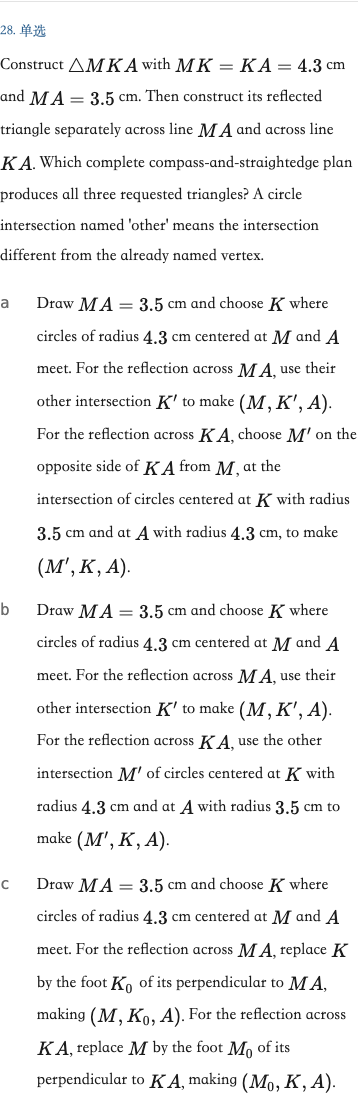 28. 单选
Construct △MKA with MK = KA = 4.3 cm
and MA = 3.5 cm. Then construct its reflected
triangle separately across line MA and across line
KA. Which complete compass-and-straightedge plan
produces all three requested triangles? A circle
intersection named 'other' means the intersection
different from the already named vertex.
a Draw MA = 3.5 cm and choose K where
circles of radius 4.3 cm centered at M and A
meet. For the reflection across MA, use their
other intersection K′ to make (M, K′, A).
For the reflection across KA, choose M′ on the
opposite side of KA from M, at the
intersection of circles centered at K with radius
3.5 cm and at A with radius 4.3 cm, to make
(M′, K, A).
b Draw MA = 3.5 cm and choose K where
circles of radius 4.3 cm centered at M and A
meet. For the reflection across MA, use their
other intersection K′ to make (M, K′, A).
For the reflection across KA, use the other
intersection M′ of circles centered at K with
radius 4.3 cm and at A with radius 3.5 cm to
make (M′, K, A).
c Draw MA = 3.5 cm and choose K where
circles of radius 4.3 cm centered at M and A
meet. For the reflection across MA, replace K
by the foot K₀ of its perpendicular to MA,
making (M, K₀, A). For the reflection across
KA, replace M by the foot M₀ of its
perpendicular to KA, making (M₀, K, A).